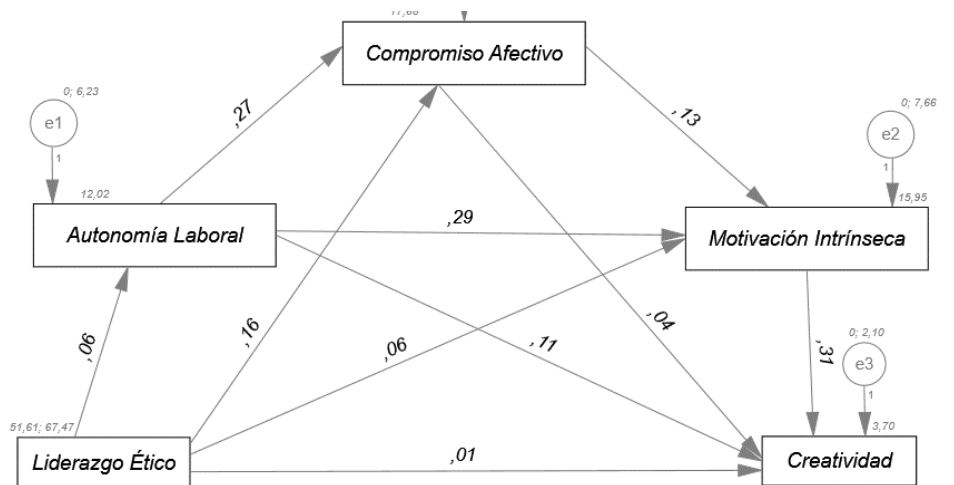 Compromiso Afectivo
0; 6,23
e1
1
,27
,13
0; 7,66
e2
1
12,02
15,95
Autonomía Laboral
,29
Motivación Intrínseca
,06
,16
,06
,11
,04
,31
0; 2,10
e3
1
51,61; 67,47
3,70
Liderazgo Ético
,01
Creatividad